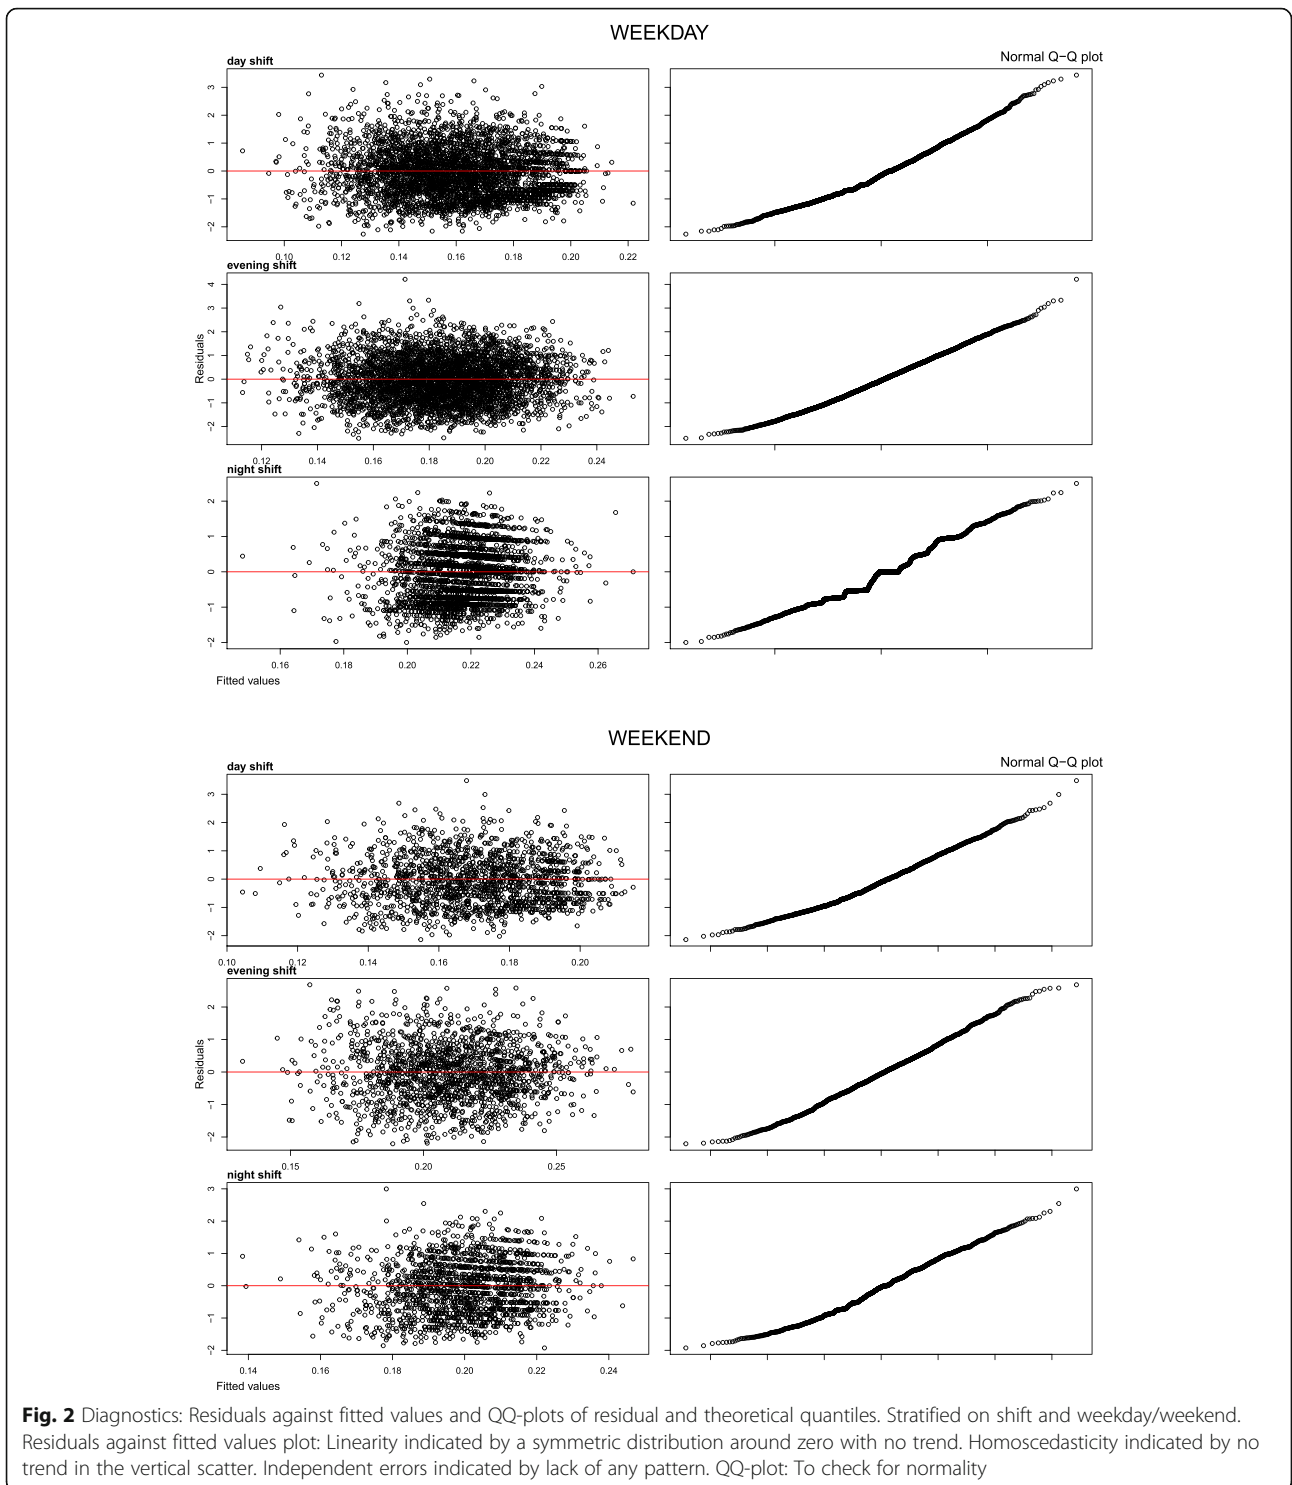 WEEKDAY
day shift
Normal Q−Q plot
3
2
1
0
−1
−2
0.10 0.12 0.14 0.16 0.18 0.20 0.22
evening shift
4
3
2
1
0
−1
−2
Residuals
0.12 0.14 0.16 0.18 0.20 0.22 0.24
night shift
2
1
0
−1
−2
0.16 0.18 0.20 0.22 0.24 0.26
Fitted values
WEEKEND
day shift
Normal Q−Q plot
3
2
1
0
−1
−2
0.10 0.12 0.14 0.16 0.18 0.20
evening shift
2
1
0
−1
−2
Residuals
0.15 0.20 0.25
night shift
3
2
1
0
−1
−2
0.14 0.16 0.18 0.20 0.22 0.24
Fitted values
Fig. 2 Diagnostics: Residuals against fitted values and QQ-plots of residual and theoretical quantiles. Stratified on shift and weekday/weekend.
Residuals against fitted values plot: Linearity indicated by a symmetric distribution around zero with no trend. Homoscedasticity indicated by no
trend in the vertical scatter. Independent errors indicated by lack of any pattern. QQ-plot: To check for normality